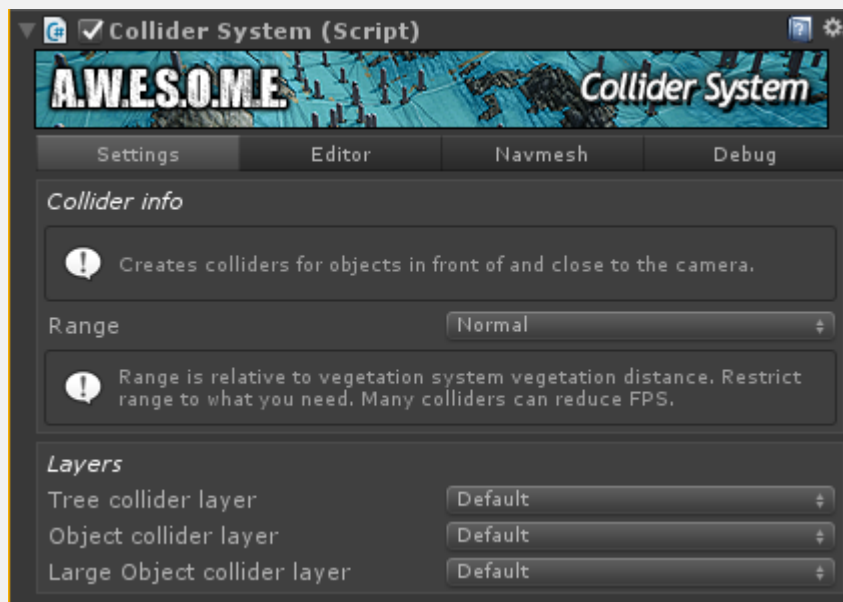 Collider System (Script)
A.W.E.S.O.M.E. Collider System
Settings Editor Navmesh Debug
Collider info
Creates colliders for objects in front of and close to the camera.
Range Normal
Range is relative to vegetation system vegetation distance. Restrict
range to what you need. Many colliders can reduce FPS.
Layers
Tree collider layer Default
Object collider layer Default
Large Object collider layer Default